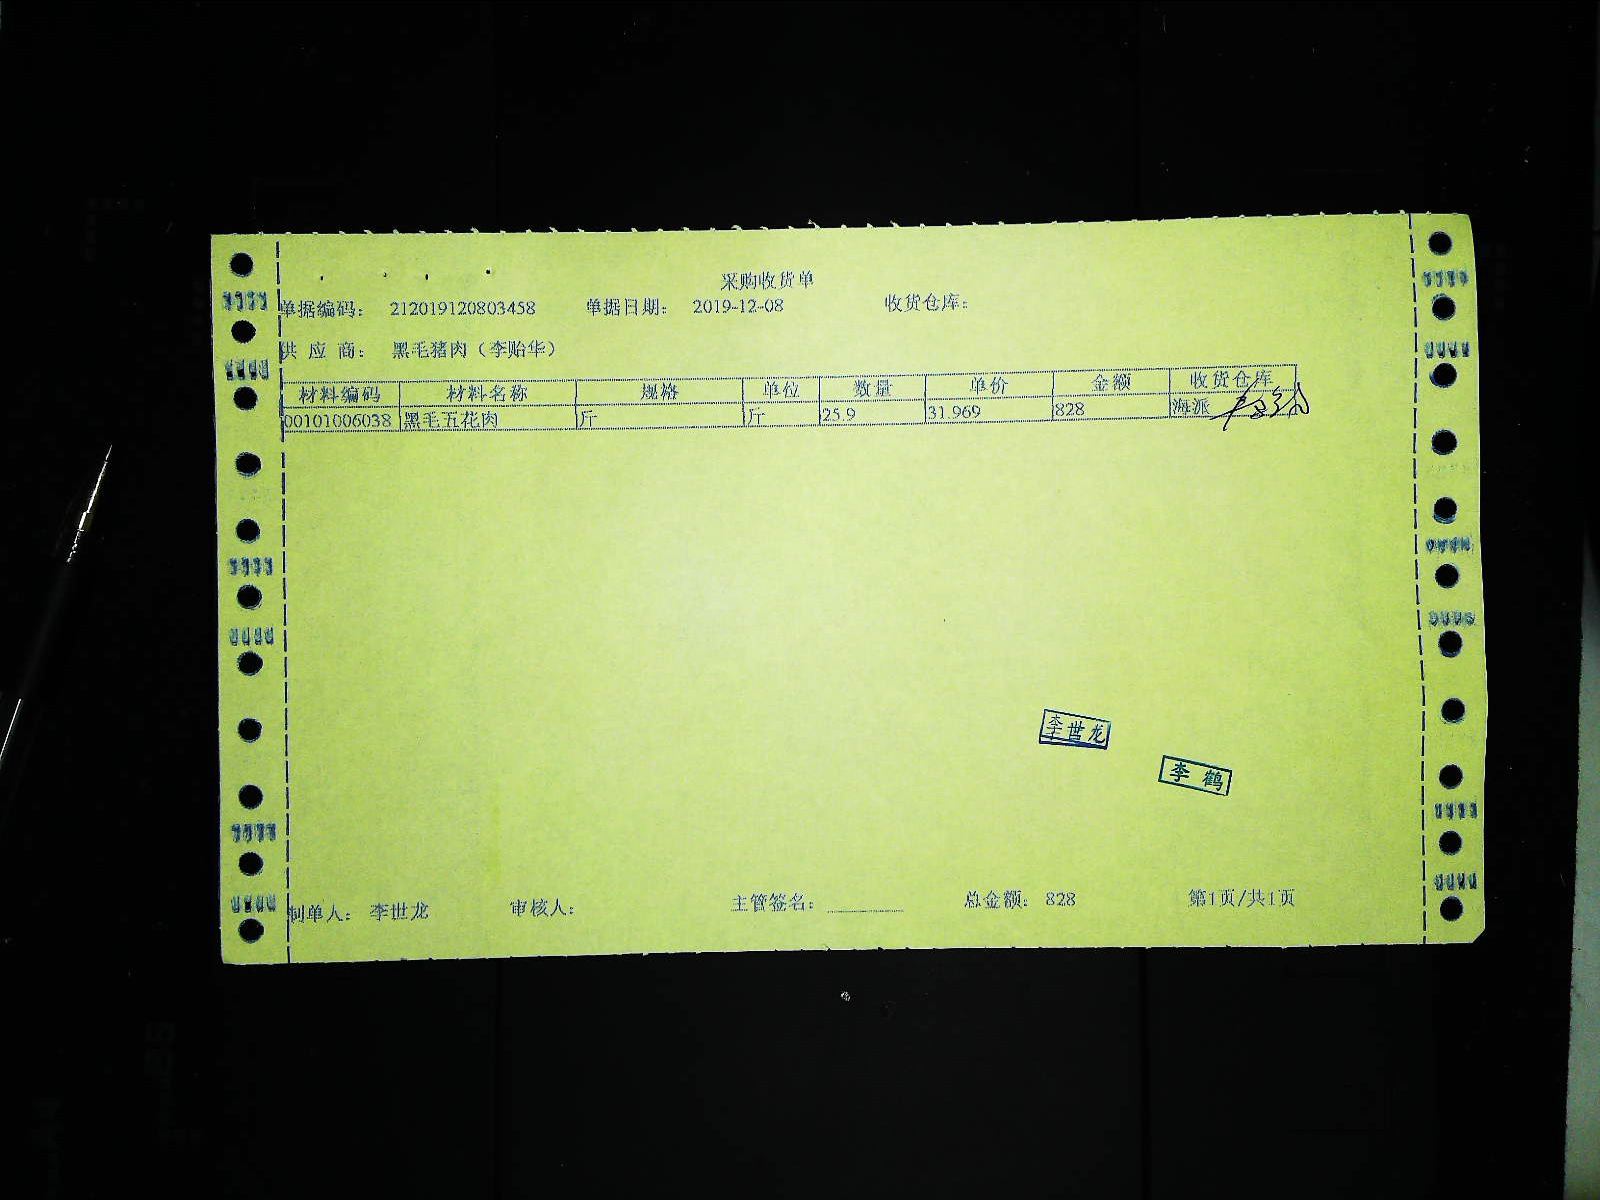 采购收货单
单据编码： 212019120803458 单据日期： 2019-12-08 收货仓库：
供 应 商： 黑毛猪肉（李贻华）
材料编码 材料名称 规格 单位 数量 单价 金额 收货仓库
00101006038 黑毛五花肉 斤 斤 25.9 31.969 828 海派
李世龙
李鹤
制单人： 李世龙 审核人： 主管签名： 总金额： 828 第1页/共1页